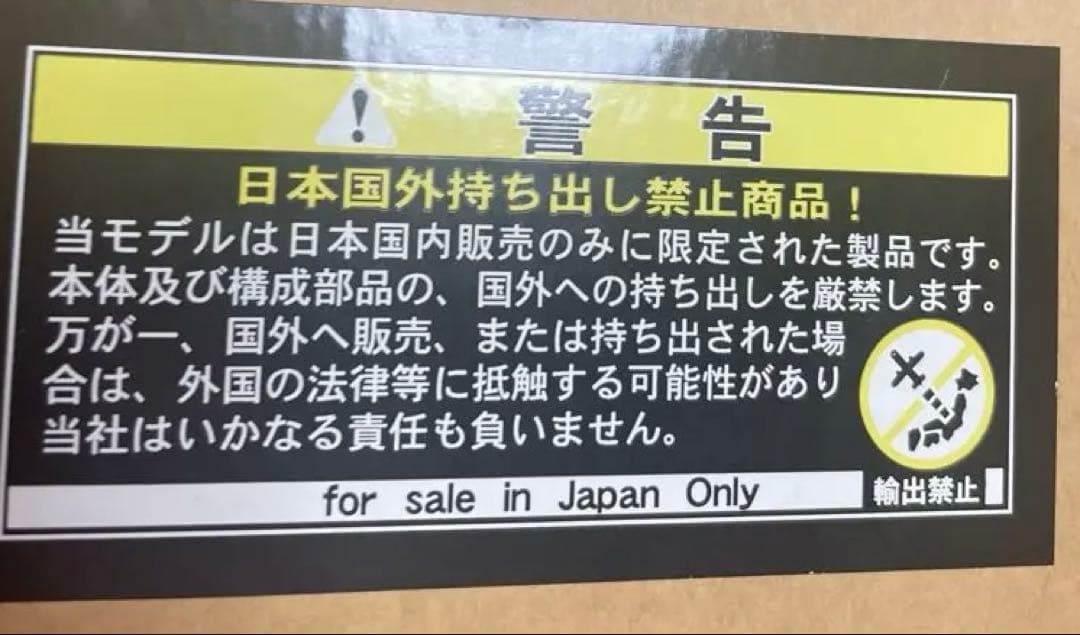 警告
日本国外持ち出し禁止商品！
当モデルは日本国内販売のみに限定された製品です。
本体及び構成部品の、国外への持ち出しを厳禁します。
万が一、国外へ販売、または持ち出された場
合は、外国の法律等に抵触する可能性があり
当社はいかなる責任も負いません。
for sale in Japan Only
輸出禁止